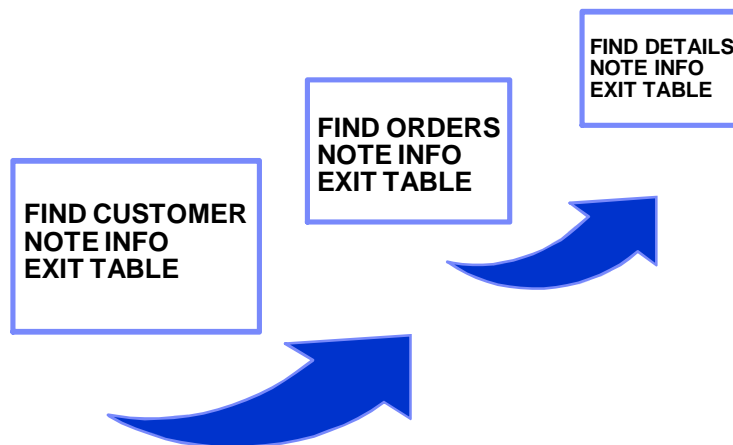 FIND CUSTOMER
NOTE INFO
EXIT TABLE
FIND ORDERS
NOTE INFO
EXIT TABLE
FIND DETAILS
NOTE INFO
EXIT TABLE